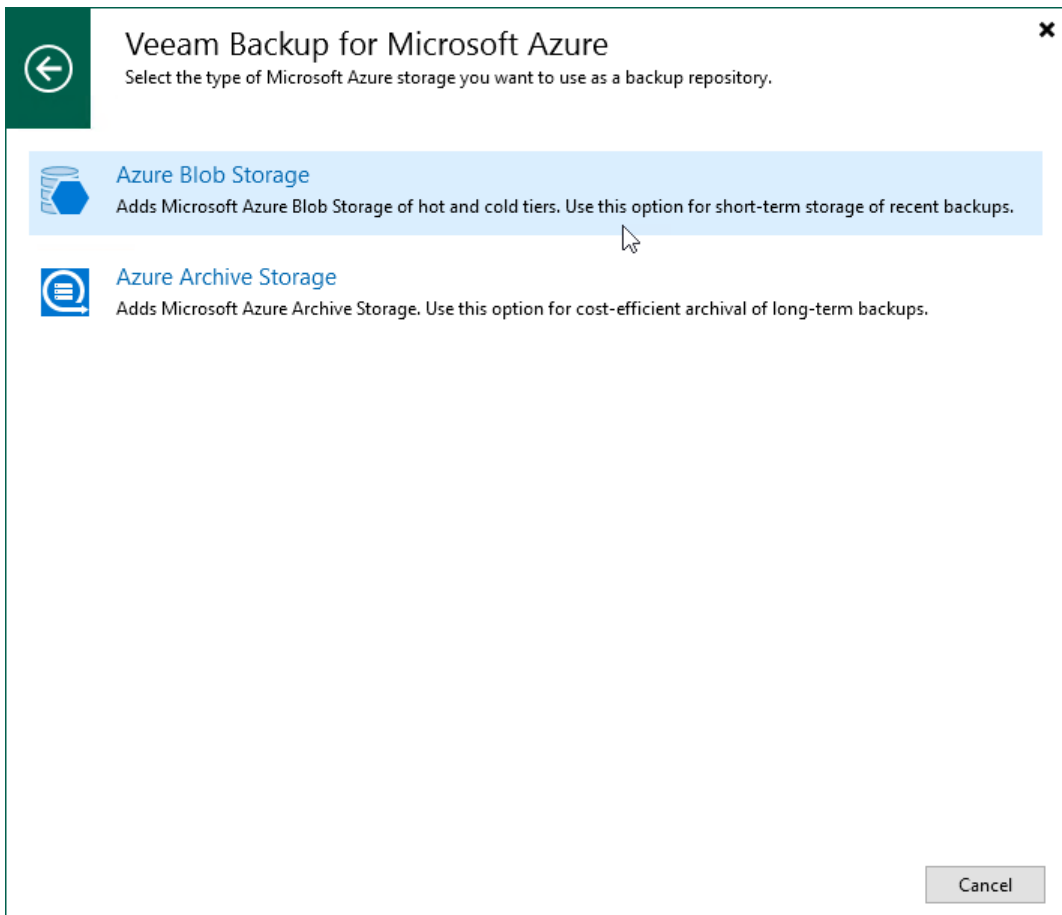 Veeam Backup for Microsoft Azure
Select the type of Microsoft Azure storage you want to use as a backup repository.
Azure Blob Storage
Adds Microsoft Azure Blob Storage of hot and cold tiers. Use this option for short-term storage of recent backups.
Azure Archive Storage
Adds Microsoft Azure Archive Storage. Use this option for cost-efficient archival of long-term backups.
Cancel